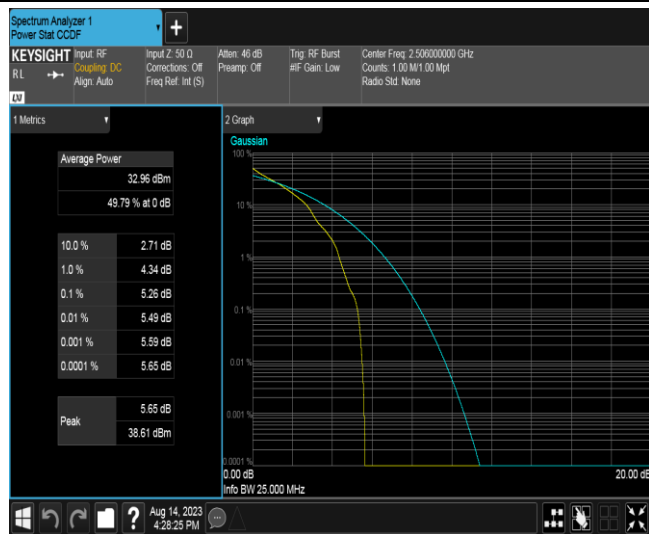 Spectrum Analyzer 1
Power Stat CCDF
+
KEYSIGHT
RL
LXI
Input: RF
Coupling: DC
Align: Auto
Input Z: 50 Ω
Corrections: Off
Freq Ref: Int (S)
Atten: 46 dB
Preamp: Off
Trig: RF Burst
#IF Gain: Low
Center Freq: 2.506000000 GHz
Counts: 1.00 M/1.00 Mpt
Radio Std: None
1 Metrics
Average Power
32.96 dBm
49.79 % at 0 dB
10.0 % 2.71 dB
1.0 % 4.34 dB
0.1 % 5.26 dB
0.01 % 5.49 dB
0.001 % 5.59 dB
0.0001 % 5.65 dB
Peak
5.65 dB
38.61 dBm
2 Graph
Gaussian
100 %
10 %
1 %
0.1 %
0.01 %
0.001 %
0.0001 %
0.00 dB
20.00 dB
Info BW 25.000 MHz
?
Aug 14, 2023
4:28:25 PM